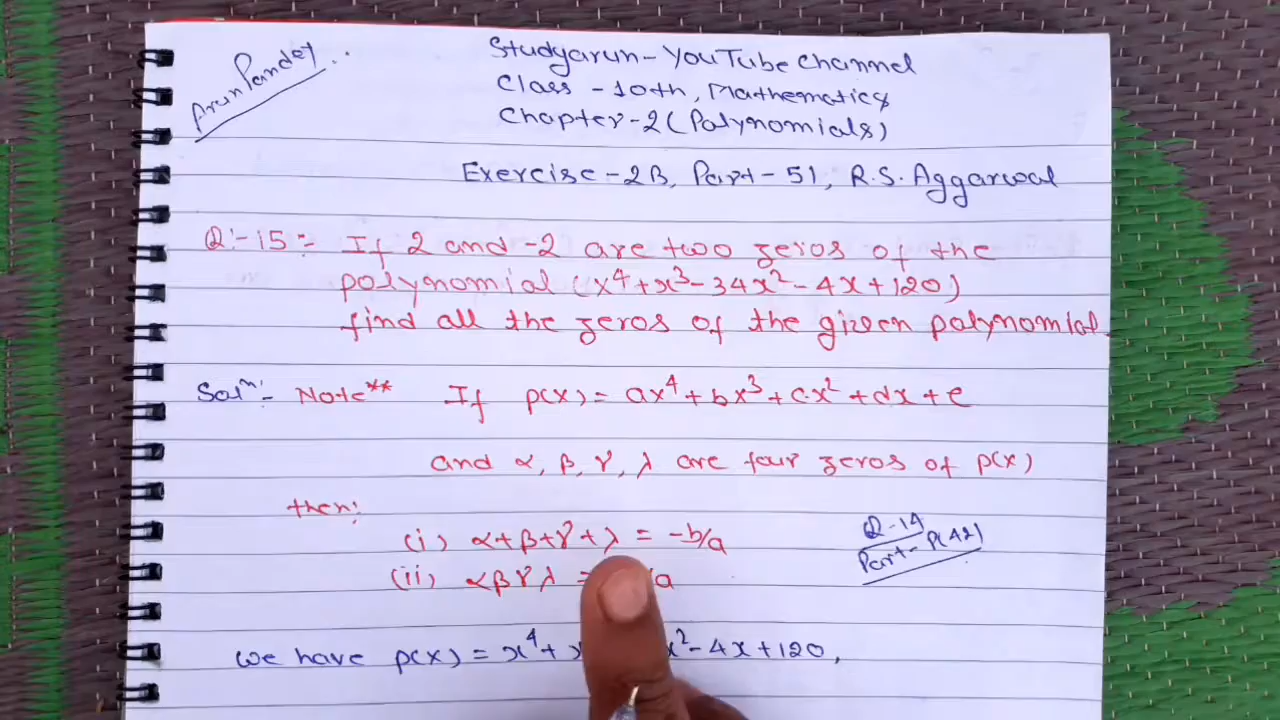 Arun Pandey..
Studyarun - YouTube Channel
Class - 10th, Mathematics
Chapter-2 (Polynomials)
Exercise - 2B, Part - 51, R.S. Aggarwal
Q:-15:- If 2 and -2 are two zeros of the
polynomial (x⁴+x³-34x²-4x+120)
find all the zeros of the given polynomial.
Solⁿ:- Note** If p(x) = ax⁴+bx³+cx²+dx+e
and α, β, γ, λ are four zeros of p(x)
then:
(i) α+β+γ+λ = -b/a
(ii) αβγλ = /a
Q-14
Part-P(42)
we have p(x) = x⁴+ x²-4x+120,